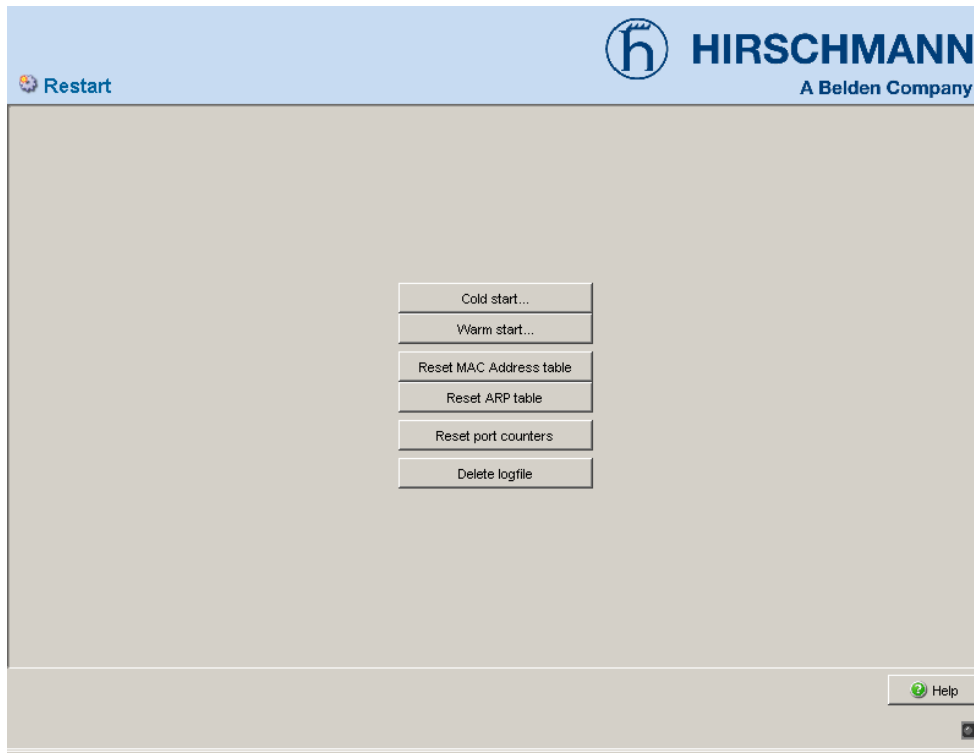 HIRSCHMANN
A Belden Company
Restart
Cold start...
Warm start...
Reset MAC Address table
Reset ARP table
Reset port counters
Delete logfile
Help